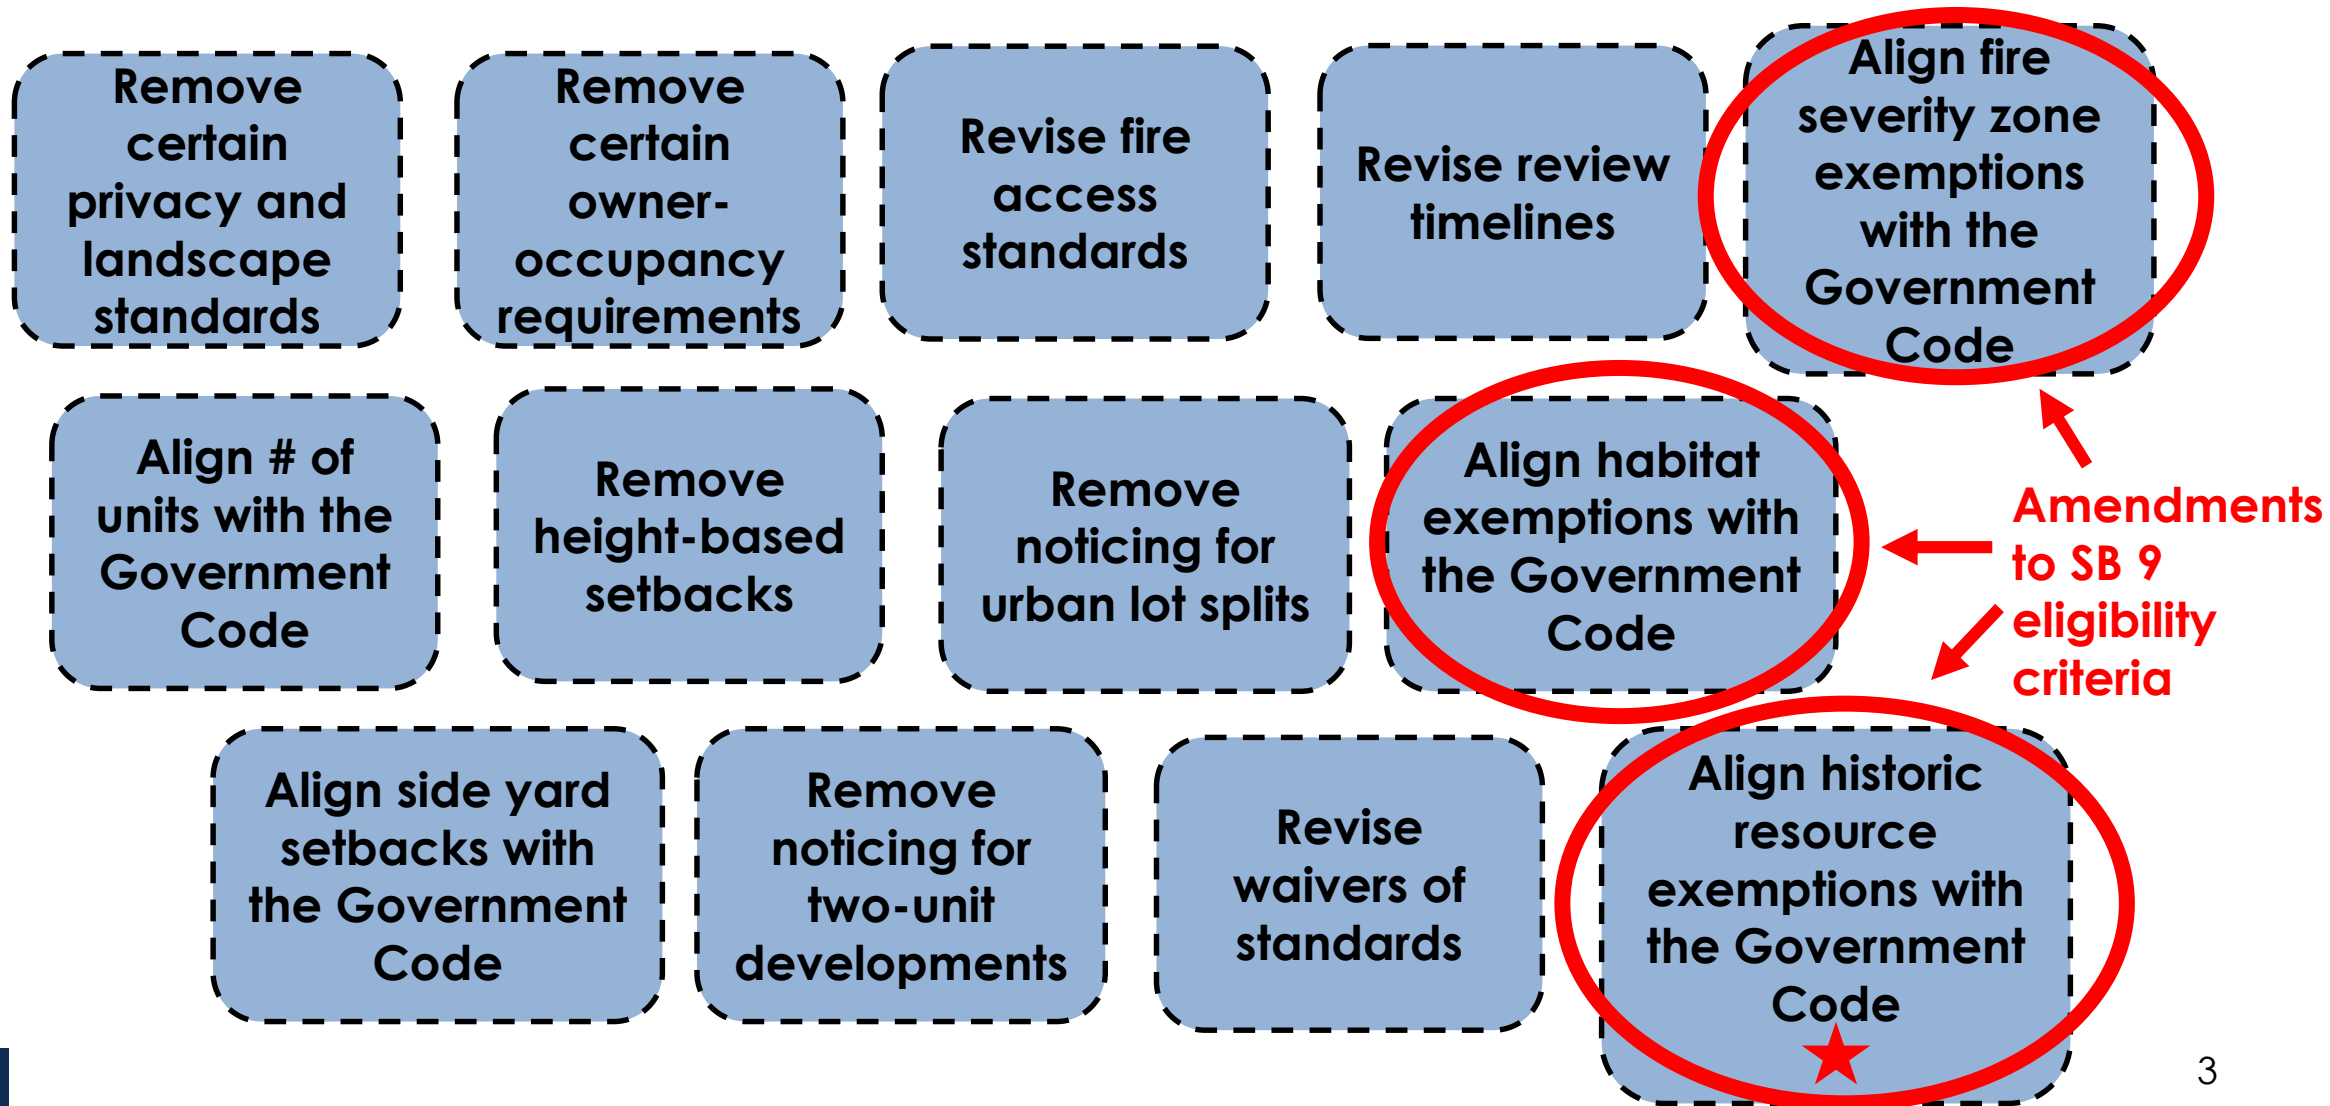 Remove
certain
privacy and
landscape
standards
Remove
certain
owner-
occupancy
requirements
Revise fire
access
standards
Revise review
timelines
Align fire
severity zone
exemptions
with the
Government
Code
Align # of
units with the
Government
Code
Remove
height-based
setbacks
Remove
noticing for
urban lot splits
Align habitat
exemptions with
the Government
Code
Amendments
to SB 9
eligibility
criteria
Align side yard
setbacks with
the Government
Code
Remove
noticing for
two-unit
developments
Revise
waivers of
standards
Align historic
resource
exemptions with
the Government
Code
3